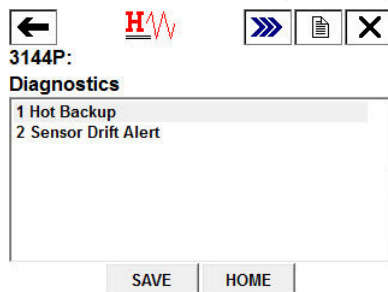 H
3144P:
Diagnostics
1 Hot Backup
2 Sensor Drift Alert
SAVE HOME